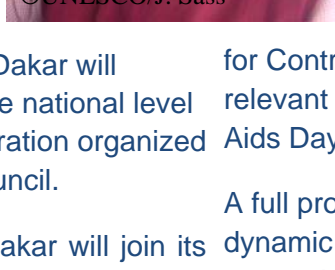 ©UNESCO/J. Sass
Dakar will
e national level
ration organized
uncil.
akar will join its
for Contr
relevant
Aids Day
A full pro
dynamic